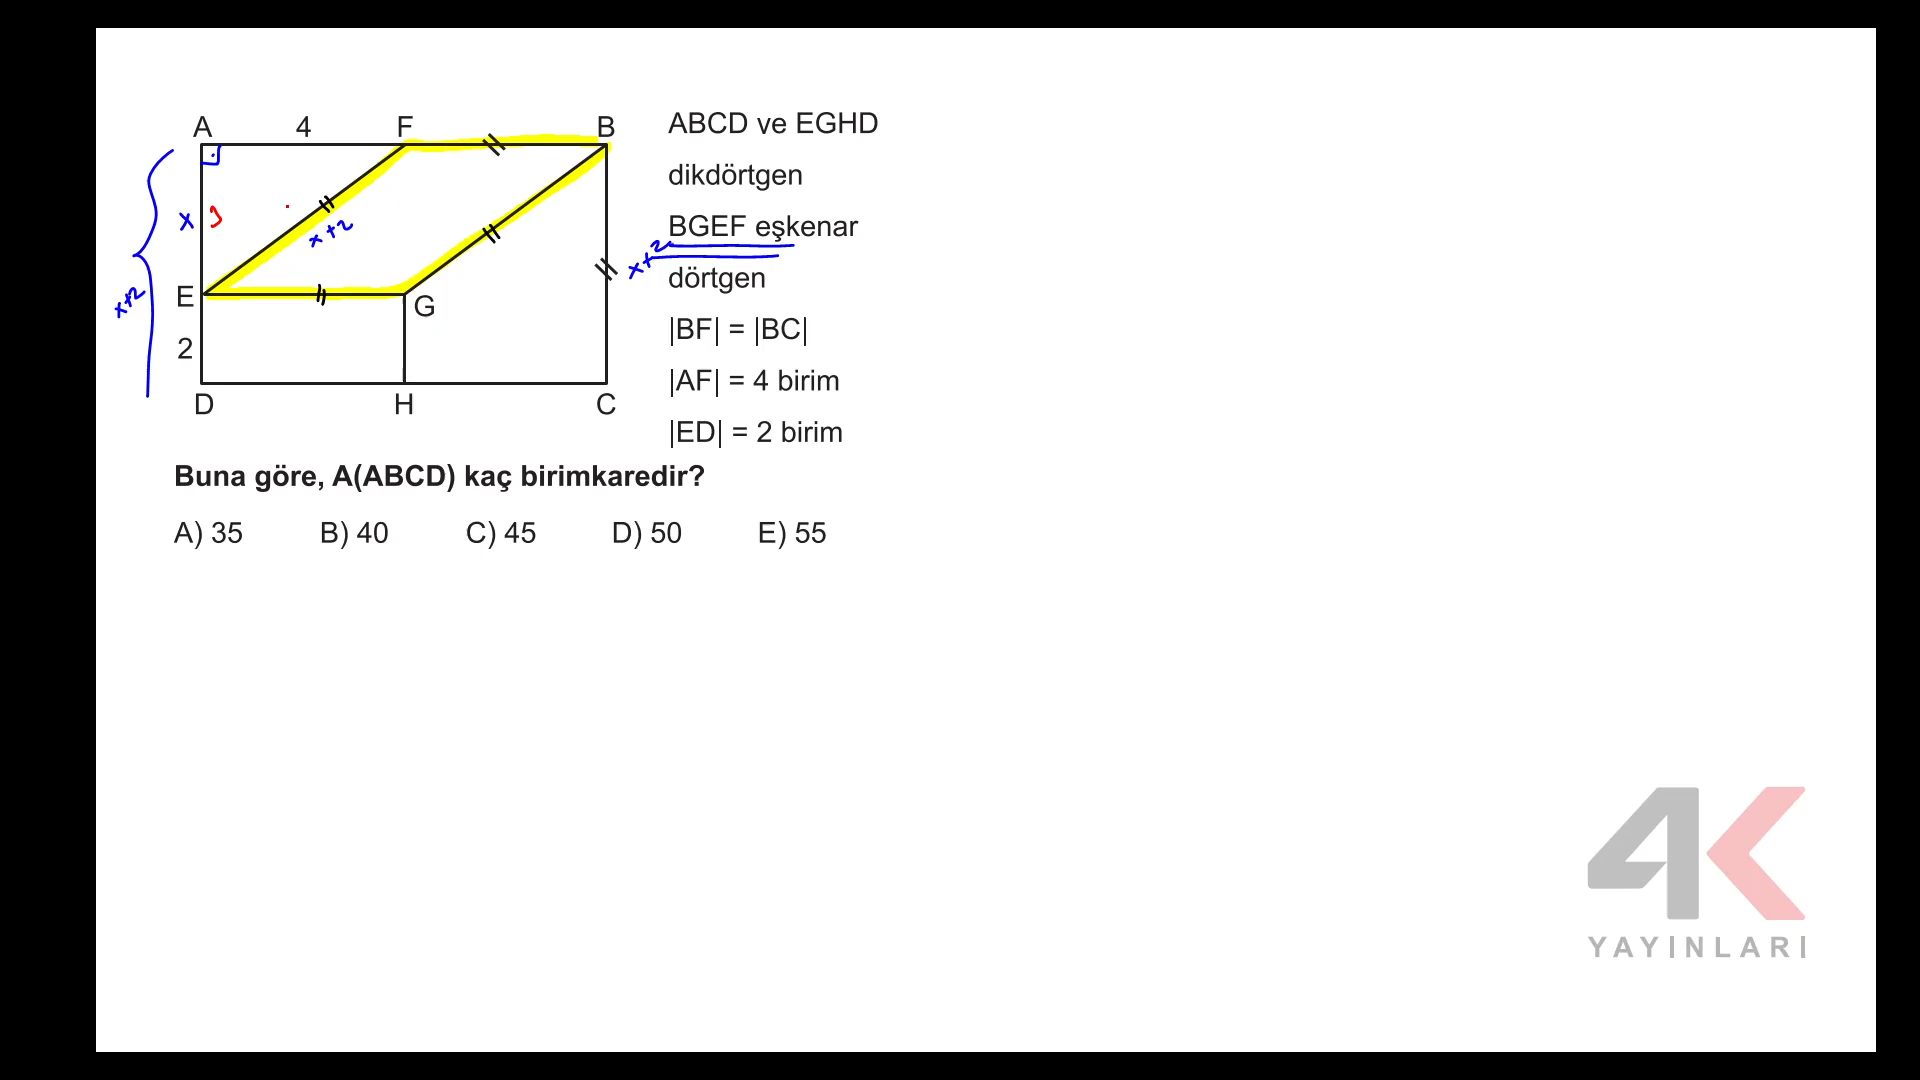 A 4 F B
x 3
x+2
x+2
x+2
E G
2
D H C
ABCD ve EGHD
dikdörtgen
BGEF eşkenar
dörtgen
|BF| = |BC|
|AF| = 4 birim
|ED| = 2 birim
Buna göre, A(ABCD) kaç birimkaredir?
A) 35 B) 40 C) 45 D) 50 E) 55
4K
YAYINLARI